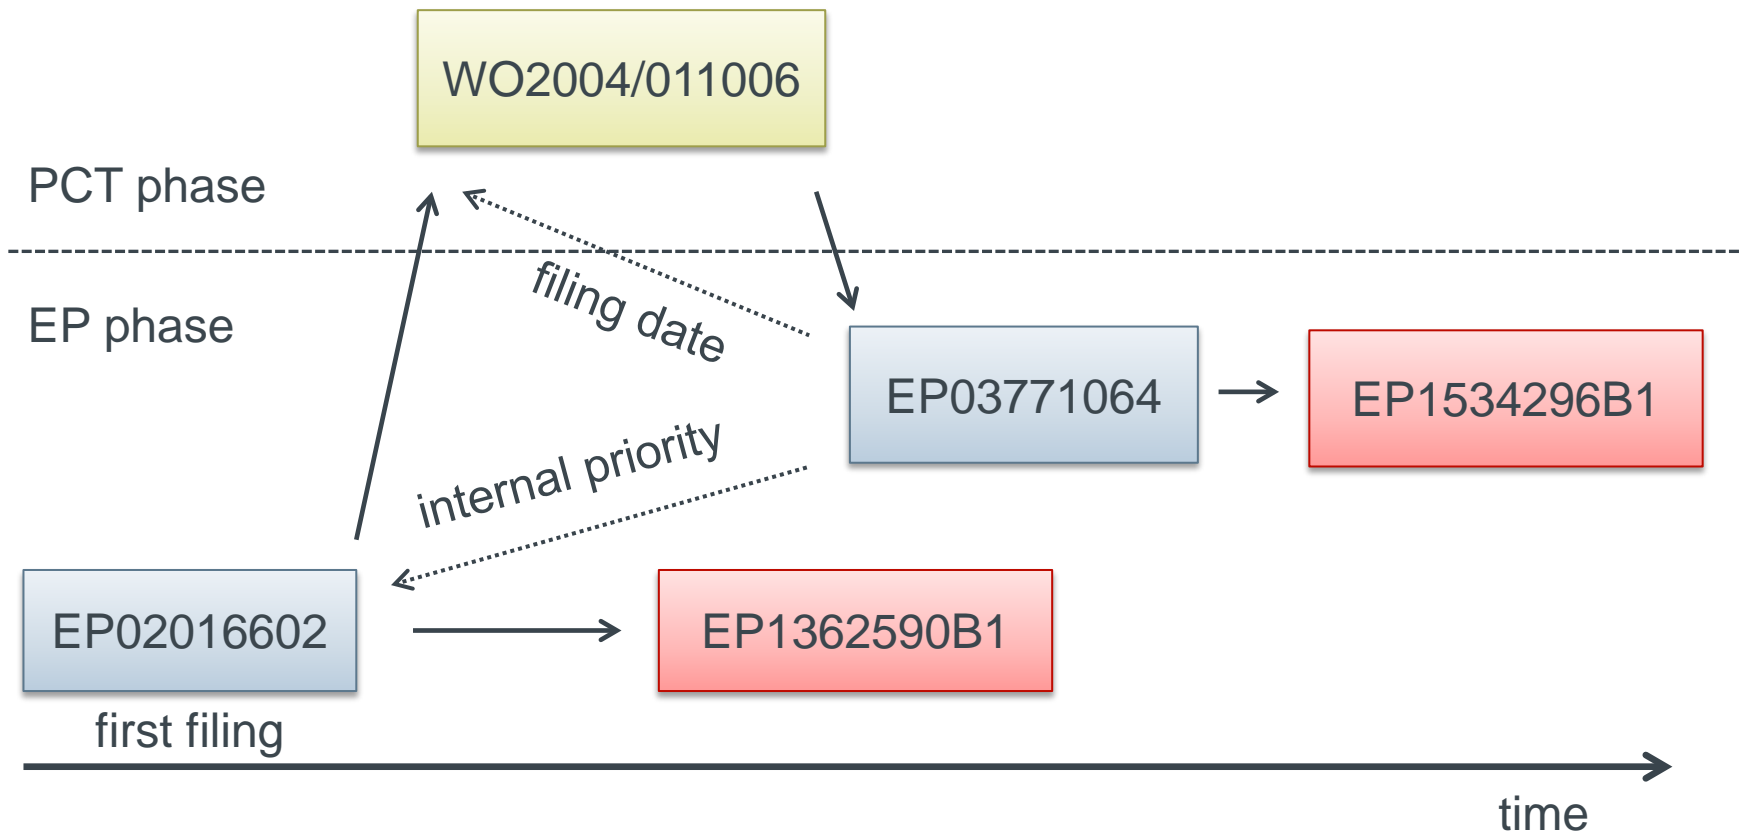 WO2004/011006
PCT phase
filing date
EP phase
EP03771064
EP1534296B1
internal priority
EP02016602
EP1362590B1
first filing
time